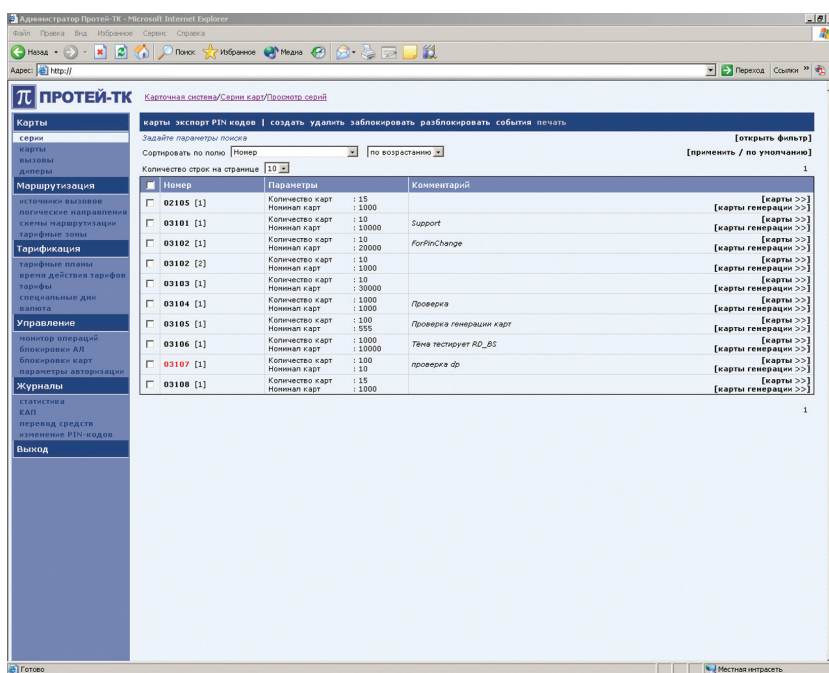 Администратор Протей-ТК - Microsoft Internet Explorer
Файл Правка Вид Избранное Сервис Справка
Назад Поиск Избранное Медиа
Адрес: http:// Переход Ссылки »
ПРОТЕЙ-ТК
Карточная система/Серии карт/Просмотр серий
Карты
серии
карты
вызовы
дилеры
Маршрутизация
источники вызовов
логические направления
схемы маршрутизации
тарифные зоны
Тарификация
тарифные планы
время действия тарифов
тарифы
специальные дни
валюта
Управление
монитор операций
блокировки АЛ
блокировки карт
параметры авторизации
Журналы
статистика
КАП
перевод средств
изменение PIN-кодов
Выход
карты экспорт PIN кодов | создать удалить заблокировать разблокировать события печать
Задайте параметры поиска [открыть фильтр]
Сортировать по полю Номер по возрастанию [применить / по умолчанию]
Количество строк на странице 10 1
Номер Параметры Комментарий
02105 [1] Количество карт : 15 [карты >>]
Номинал карт : 1000 [карты генерации >>]
03101 [1] Количество карт : 10 Support [карты >>]
Номинал карт : 10000 [карты генерации >>]
03102 [1] Количество карт : 10 ForPinChange [карты >>]
Номинал карт : 20000 [карты генерации >>]
03102 [2] Количество карт : 10 [карты >>]
Номинал карт : 1000 [карты генерации >>]
03103 [1] Количество карт : 10 [карты >>]
Номинал карт : 30000 [карты генерации >>]
03104 [1] Количество карт : 1000 Проверка [карты >>]
Номинал карт : 1000 [карты генерации >>]
03105 [1] Количество карт : 100 Проверка генерации карт [карты >>]
Номинал карт : 555 [карты генерации >>]
03106 [1] Количество карт : 1000 Тёма тестирует RD_BS [карты >>]
Номинал карт : 10000 [карты генерации >>]
03107 [1] Количество карт : 100 проверка dp [карты >>]
Номинал карт : 10 [карты генерации >>]
03108 [1] Количество карт : 15 [карты >>]
Номинал карт : 1000 [карты генерации >>]
1
Готово Местная интрасеть